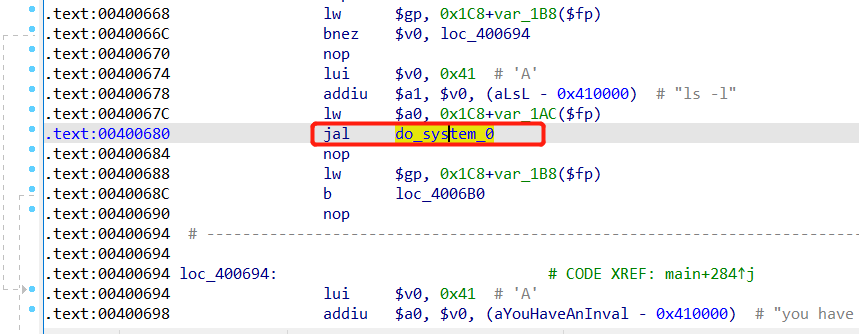 .text:00400668 lw $gp, 0x1C8+var_1B8($fp)
.text:0040066C bnez $v0, loc_400694
.text:00400670 nop
.text:00400674 lui $v0, 0x41 # 'A'
.text:00400678 addiu $a1, $v0, (aLsL - 0x410000) # "ls -l"
.text:0040067C lw $a0, 0x1C8+var_1AC($fp)
.text:00400680 jal do_system_0
.text:00400684 nop
.text:00400688 lw $gp, 0x1C8+var_1B8($fp)
.text:0040068C b loc_4006B0
.text:00400690 nop
.text:00400694 # ---------------------------------------------------------------------------
.text:00400694
.text:00400694 loc_400694: # CODE XREF: main+284↑j
.text:00400694 lui $v0, 0x41 # 'A'
.text:00400698 addiu $a0, $v0, (aYouHaveAnInval - 0x410000) # "you have